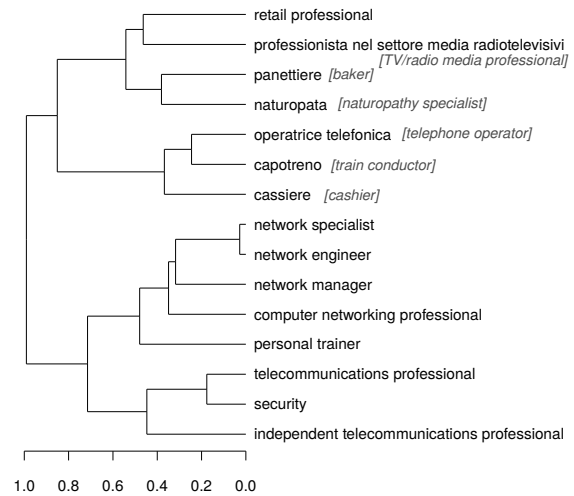 retail professional
professionista nel settore media radiotelevisivi
[TV/radio media professional]
panettiere [baker]
naturopata [naturopathy specialist]
operatrice telefonica [telephone operator]
capotreno [train conductor]
cassiere [cashier]
network specialist
network engineer
network manager
computer networking professional
personal trainer
telecommunications professional
security
independent telecommunications professional
1.0 0.8 0.6 0.4 0.2 0.0